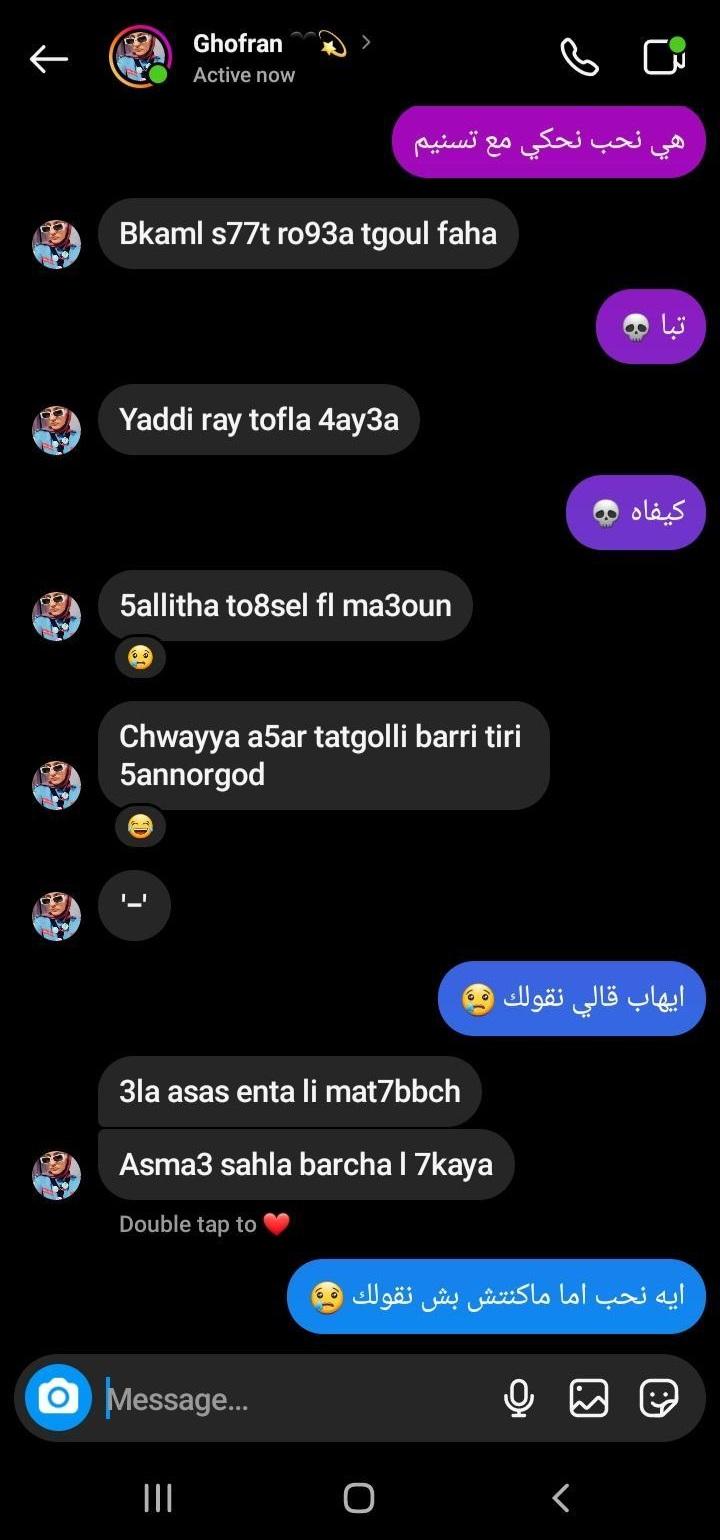 Ghofran 🖤💫
Active now
هي نحب نحكي مع تسنيم
Bkaml s77t ro93a tgoul faha
تبا 💀
Yaddi ray tofla 4ay3a
كيفاه 💀
5allitha to8sel fl ma3oun
😢
Chwayya a5ar tatgolli barri tiri
5annorgod
😂
'-'
ايهاب قالي نقولك 😢
3la asas enta li mat7bbch
Asma3 sahla barcha l 7kaya
Double tap to ❤️
ايه نحب اما ماكنتش بش نقولك 😢
Message...